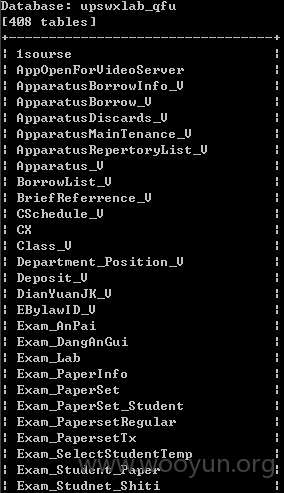 Database: upswxlab_qfu
[408 tables]
+-----------------------------------+
¦ 1sourse ¦
¦ AppOpenForVideoServer ¦
¦ ApparatusBorrowInfo_V ¦
¦ ApparatusBorrow_V ¦
¦ ApparatusDiscards_V ¦
¦ ApparatusMainTenance_V ¦
¦ ApparatusRepertoryList_V ¦
¦ Apparatus_V ¦
¦ BorrowList_V ¦
¦ BriefReferrence_V ¦
¦ CSchedule_V ¦
¦ CX ¦
¦ Class_V ¦
¦ Department_Position_V ¦
¦ Deposit_V ¦
¦ DianYuanJK_V ¦
¦ EBylawID_V ¦
¦ Exam_AnPai ¦
¦ Exam_DangAnGui ¦
¦ Exam_Lab ¦
¦ Exam_PaperInfo ¦
¦ Exam_PaperSet ¦
¦ Exam_PaperSet_Student ¦
¦ Exam_PapersetRegular ¦
¦ Exam_PapersetTx ¦
¦ Exam_SelectStudentTemp ¦
¦ Exam_Student_Paper ¦
¦ Exam_Studnet_Shiti ¦
www.wooyun.org